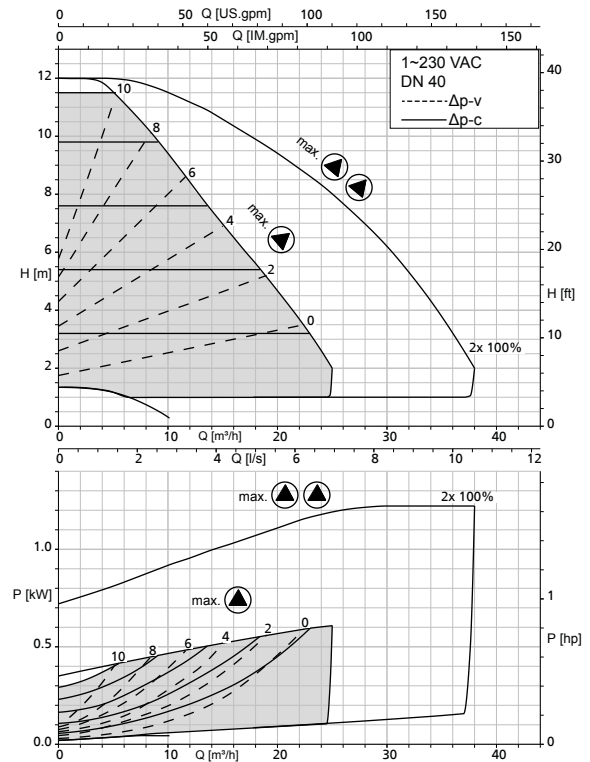 50 Q [US.gpm] 100 150
0 50 Q [IM.gpm] 100 150
1~230 VAC
DN 40
Δp-v
Δp-c
12 10 8 6 H [m] 4 2 0
40 30 20 H [ft] 10 0
10
8
6
4
2
0
max.
max.
2x 100%
0 10 Q [m³/h] 20 30 40
0 2 4 Q [l/s] 6 8 10 12
max.
2x 100%
1.0
P [kW]
0.5
0.0
max.
10 8 6 4 2 0
1
P [hp]
0
0 10 Q [m³/h] 20 30 40